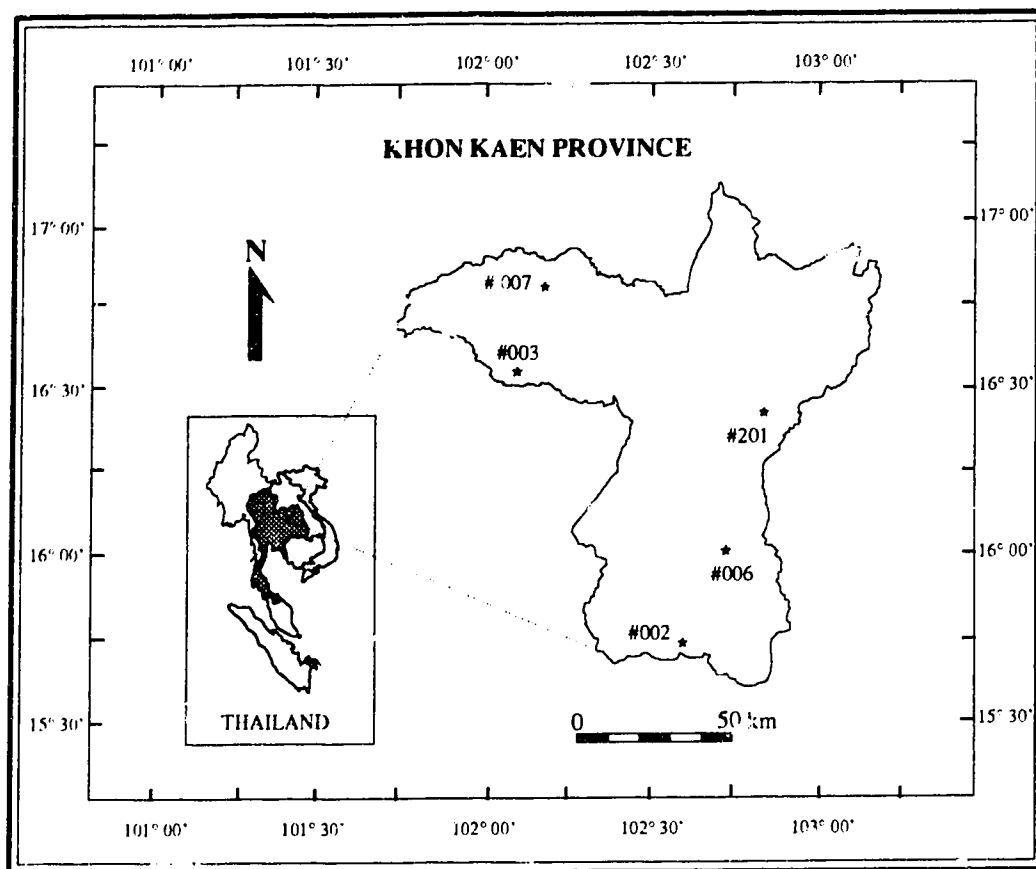 101° 00' 101° 30' 102° 00' 102° 30' 103° 00'
KHON KAEN PROVINCE
17° 00' 17° 00'
N
# 007
#003
16° 30' 16° 30'
#201
16° 00' 16° 00'
#006
#002
THAILAND
0 50 km
15° 30' 15° 30'
101° 00' 101° 30' 102° 00' 102° 30' 103° 00'